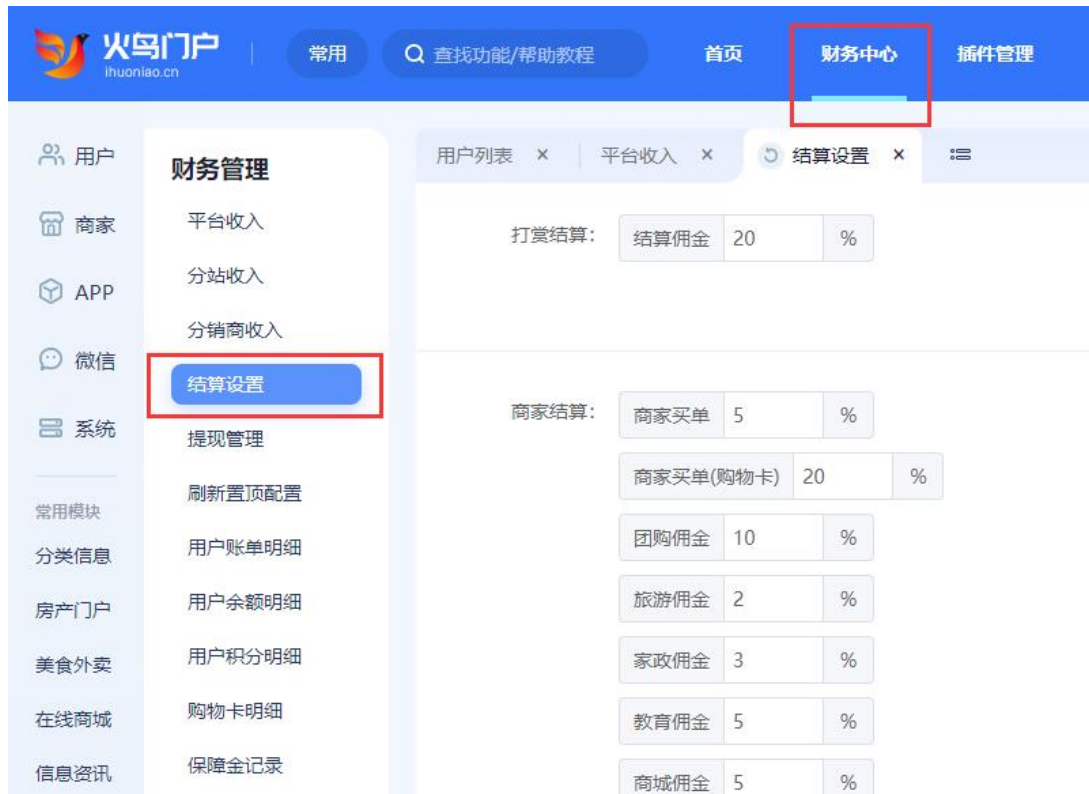 火鸟门户
ihuoniao.cn
常用
查找功能/帮助教程
首页
财务中心
插件管理
用户
商家
APP
微信
系统
常用模块
分类信息
房产门户
美食外卖
在线商城
信息资讯
财务管理
平台收入
分站收入
分销商收入
结算设置
提现管理
刷新置顶配置
用户账单明细
用户余额明细
用户积分明细
购物卡明细
保障金记录
用户列表 ×
平台收入 ×
结算设置 ×
打赏结算: 结算佣金 20 %
商家结算: 商家买单 5 %
商家买单(购物卡) 20 %
团购佣金 10 %
旅游佣金 2 %
家政佣金 3 %
教育佣金 5 %
商城佣金 5 %